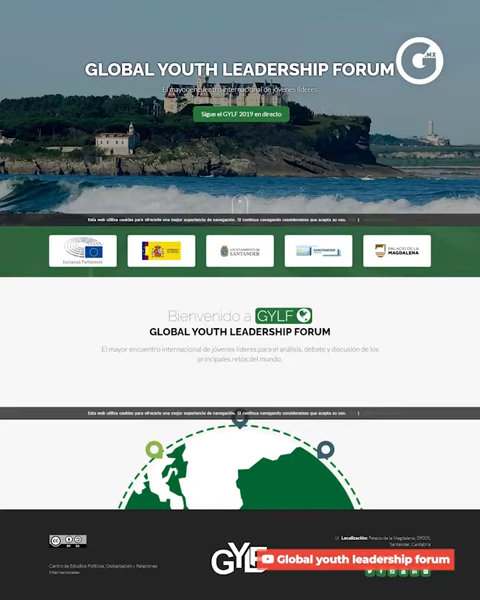 GLOBAL YOUTH LEADERSHIP FORUM
G MX
El mayor encuentro internacional de jóvenes líderes
Sigue el GYLF 2019 en directo
Esta web utiliza cookies para ofrecerle una mejor experiencia de navegación. Si continua navegando consideramos que acepta su uso.
European Parliament
SANTANDER
PALACIO DE LA
MAGDALENA
Bienvenido a GYLF
GLOBAL YOUTH LEADERSHIP FORUM
El mayor encuentro internacional de jóvenes líderes para el análisis, debate y discusión de los
principales retos del mundo.
Esta web utiliza cookies para ofrecerle una mejor experiencia de navegación. Si continua navegando consideramos que acepta su uso.
Centro de Estudios Políticos, Globalización y Relaciones
Internacionales
GYLF
Localización: Palacio de la Magdalena, 39005,
Santander, Cantabria
Global youth leadership forum